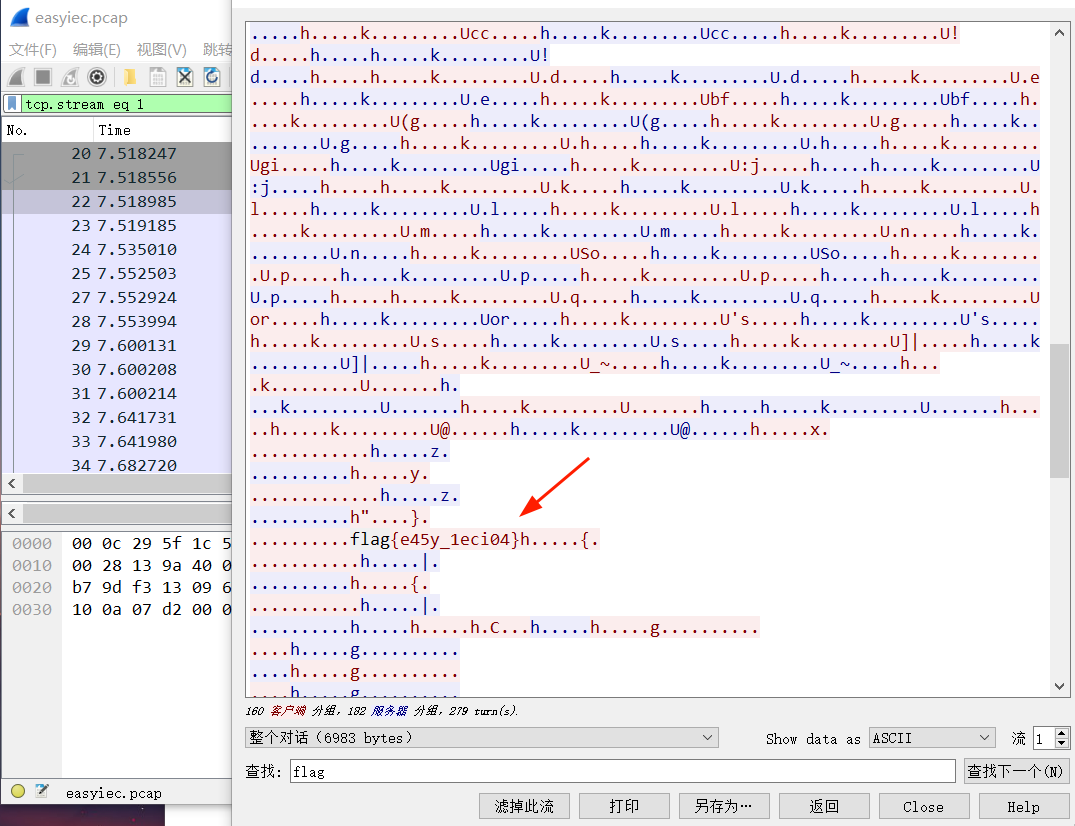 easyiec.pcap
文件(F) 编辑(E) 视图(V) 跳转
tcp.stream eq 1
No. Time
20 7.518247
21 7.518556
22 7.518985
23 7.519185
24 7.535010
25 7.552503
27 7.552924
28 7.553994
29 7.600131
30 7.600208
31 7.600214
32 7.641731
33 7.641980
34 7.682720
0000 00 0c 29 5f 1c 5
0010 00 28 13 9a 40 0
0020 b7 9d f3 13 09 6
0030 10 0a 07 d2 00 0
easyiec.pcap
.....h.....k.........Ucc.....h.....k.........Ucc.....h.....k.........U!
d.....h.....h.....k.........U!
d.....h.....h.....k.........U.d.....h.....k.........U.d.....h.....k.........U.e
.....h.....k.........U.e.....h.....k.........Ubf.....h.....k.........Ubf.....h.
....k.........U(g.....h.....k.........U(g.....h.....k.........U.g.....h.....k..
.......U.g.....h.....k.........U.h.....h.....k.........U.h.....h.....k.........
Ugi.....h.....k.........Ugi.....h.....k.........U:j.....h.....h.....k.........U
:j.....h.....h.....k.........U.k.....h.....k.........U.k.....h.....k.........U.
l.....h.....k.........U.l.....h.....k.........U.l.....h.....k.........U.l.....h
.....k.........U.m.....h.....k.........U.m.....h.....k.........U.n.....h.....k.
........U.n.....h.....k.........USo.....h.....k.........USo.....h.....k........
.U.p.....h.....k.........U.p.....h.....k.........U.p.....h.....h.....k.........
U.p.....h.....h.....k.........U.q.....h.....k.........U.q.....h.....k.........U
or.....h.....k.........Uor.....h.....k.........U's.....h.....k.........U's.....
h.....k.........U.s.....h.....k.........U.s.....h.....k.........U]|.....h.....k
.........U]|.....h.....k.........U_~.....h.....k.........U_~.....h...
.k.........U.......h.
...k.........U.......h.....k.........U.......h.....h.....k.........U.......h...
..h.....k.........U@......h.....k.........U@......h.....x.
............h.....z.
..........h.....y.
.............h.....z.
..........h"....}.
..........flag{e45y_1eci04}h.....{.
...........h.....|.
..........h.....{.
...........h.....|.
..........h.....h.....h.C...h.....h.....g..........
....h.....g..........
....h.....g..........
....h.....g..........
160 客户端 分组, 182 服务器 分组, 279 turn(s).
整个对话 (6983 bytes) Show data as ASCII 流 1
查找: flag 查找下一个(N)
滤掉此流 打印 另存为… 返回 Close Help